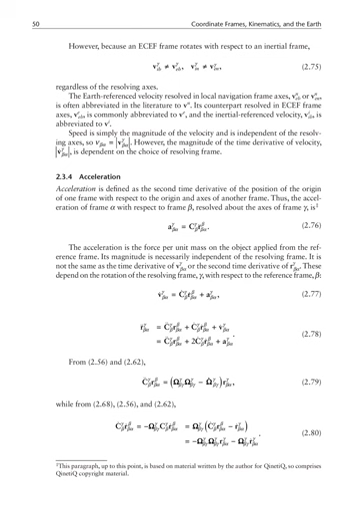 50 Coordinate Frames, Kinematics, and the Earth
However, because an ECEF frame rotates with respect to an inertial frame,
v^γ_ib ≠ v^γ_eb, v^γ_ie ≠ v^γ_ee, (2.75)
regardless of the resolving axes.
The Earth-referenced velocity resolved in local navigation frame axes, v^n_eb or v^n_ea,
is often abbreviated in the literature to v^n. Its counterpart resolved in ECEF frame
axes, v^e_eb, is commonly abbreviated to v^e, and the inertial-referenced velocity, v^i_ib, is
abbreviated to v^i.
Speed is simply the magnitude of the velocity and is independent of the resolv-
ing axes, so v_βα = |v^γ_βα|. However, the magnitude of the time derivative of velocity,
|v̇^γ_βα|, is dependent on the choice of resolving frame.
2.3.4 Acceleration
Acceleration is defined as the second time derivative of the position of the origin
of one frame with respect to the origin and axes of another frame. Thus, the accel-
eration of frame α with respect to frame β, resolved about the axes of frame γ, is
a^γ_βα = C^γ_β r̈^β_βα. (2.76)
The acceleration is the force per unit mass on the object applied from the ref-
erence frame. Its magnitude is necessarily independent of the resolving frame. It is
not the same as the time derivative of v^γ_βα or the second time derivative of r^γ_βα. These
depend on the rotation of the resolving frame, γ, with respect to the reference frame, β:
v̇^γ_βα = Ċ^γ_β ṙ^β_βα + a^γ_βα, (2.77)
r̈^γ_βα = C̈^γ_β r^β_βα + Ċ^γ_β ṙ^β_βα + v̇^γ_βα
= C̈^γ_β r^β_βα + 2Ċ^γ_β ṙ^β_βα + a^γ_βα. (2.78)
From (2.56) and (2.62),
C̈^γ_β r^β_βα = (Ω^γ_βγ Ω^γ_βγ − Ω̇^γ_βγ) r^γ_βα, (2.79)
while from (2.68), (2.56), and (2.62),
Ċ^γ_β ṙ^β_βα = −Ω^γ_βγ C^γ_β ṙ^β_βα = Ω^γ_βγ (Ċ^γ_β r^β_βα − ṙ^γ_βα)
= −Ω^γ_βγ Ω^γ_βγ r^γ_βα − Ω^γ_βγ ṙ^γ_βα. (2.80)
This paragraph, up to this point, is based on material written by the author for QinetiQ, so comprises
QinetiQ copyright material.